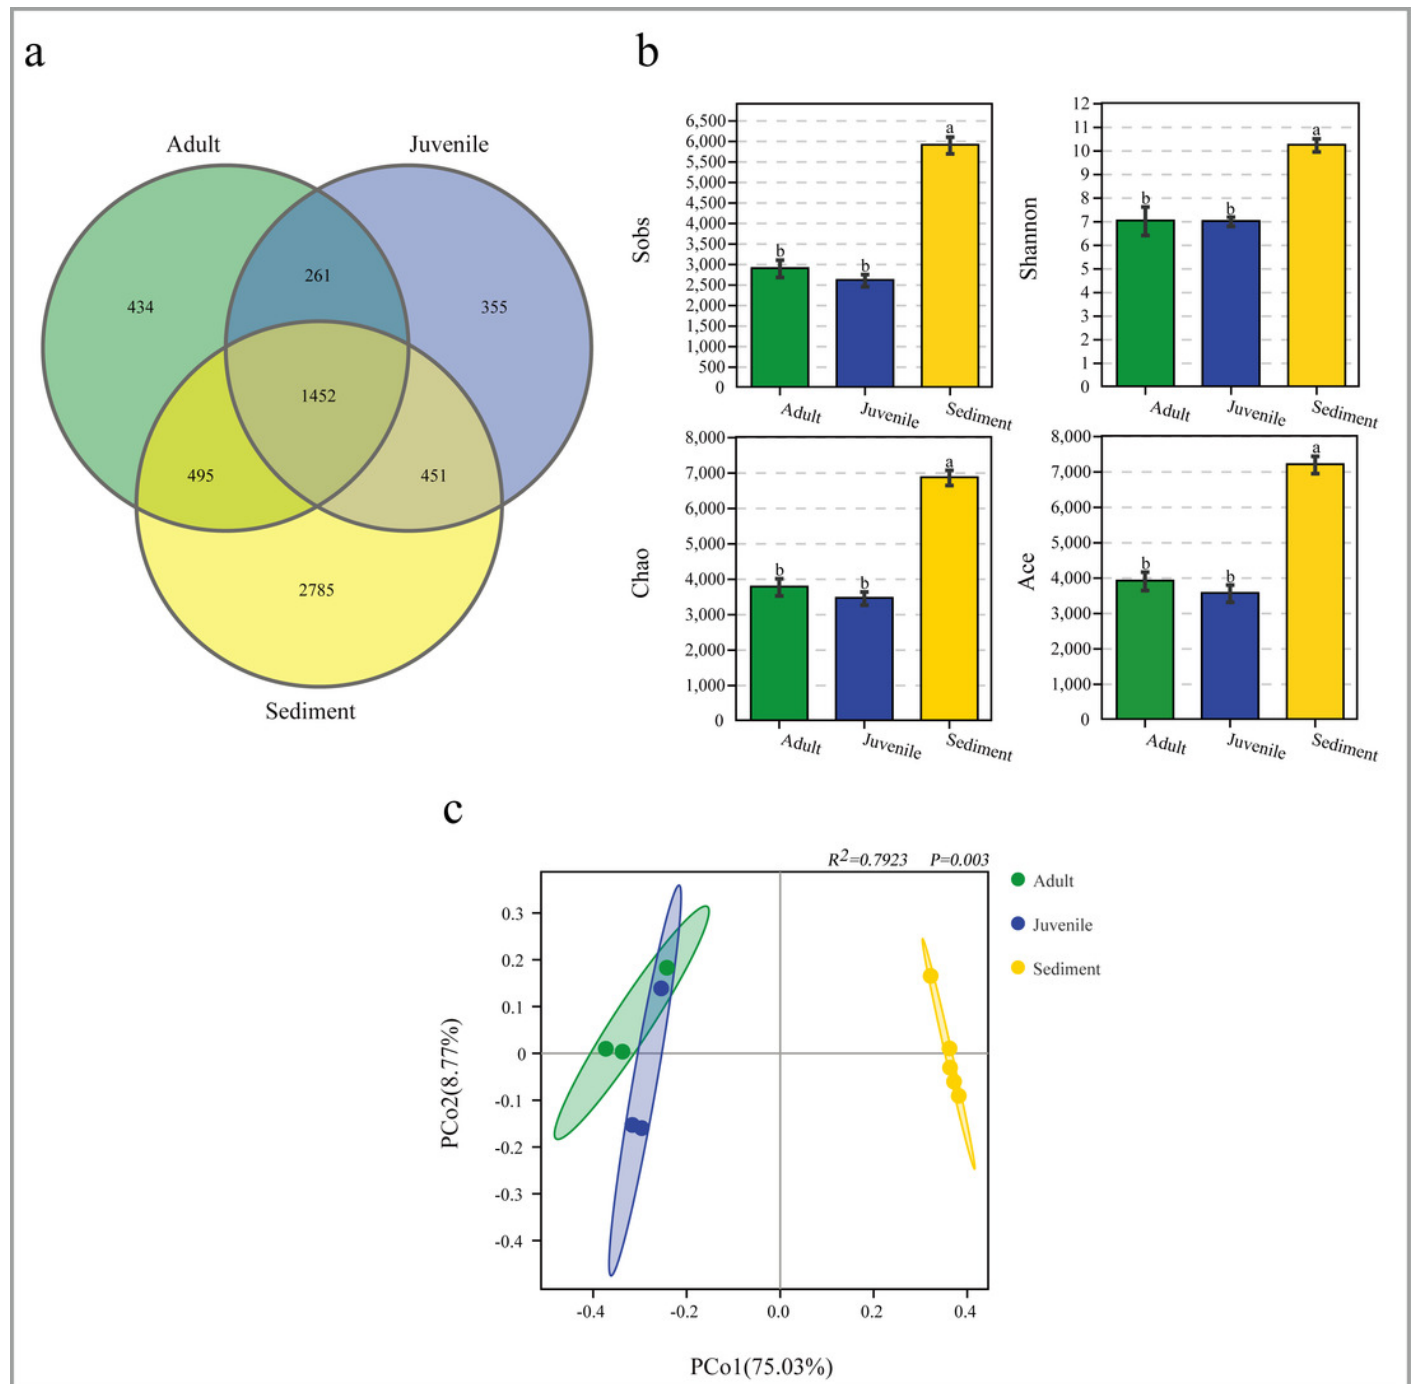 a
Adult
Juvenile
261
434
355
1452
495
451
2785
Sediment
b
Sobs
6,500
6,000
5,500
5,000
4,500
4,000
3,500
3,000
2,500
2,000
1,500
1,000
500
0
b
b
a
Adult
Juvenile
Sediment
Shannon
12
11
10
9
8
7
6
5
4
3
2
1
0
b
b
a
Adult
Juvenile
Sediment
Chao
8,000
7,000
6,000
5,000
4,000
3,000
2,000
1,000
0
b
b
a
Adult
Juvenile
Sediment
Ace
8,000
7,000
6,000
5,000
4,000
3,000
2,000
1,000
0
b
b
a
Adult
Juvenile
Sediment
c
R²=0.7923 P=0.003
Adult
Juvenile
Sediment
PCo2(8.77%)
0.3
0.2
0.1
0
-0.1
-0.2
-0.3
-0.4
-0.4 -0.2 0.0 0.2 0.4
PCo1(75.03%)